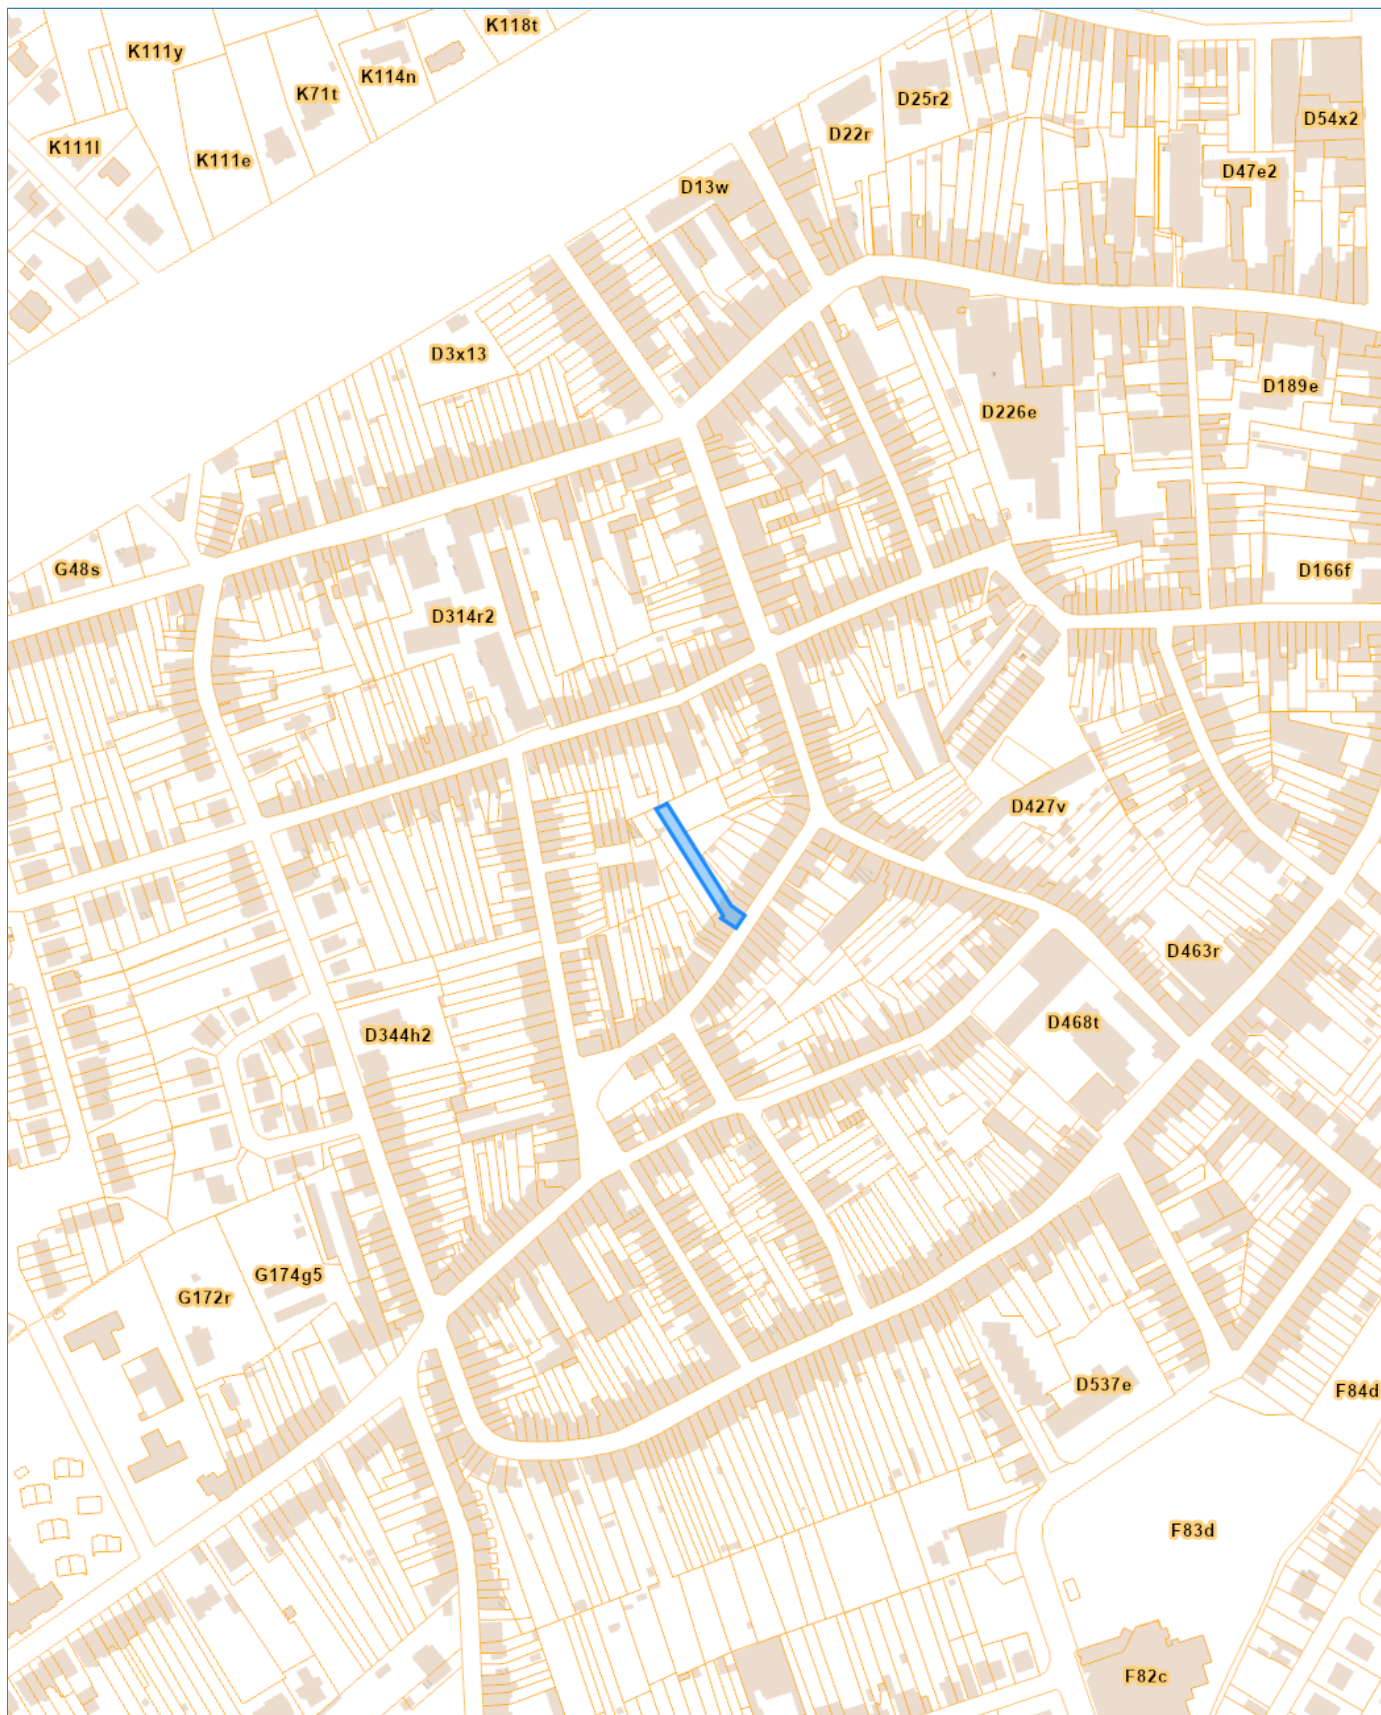 K118t
K111y
K114n
K71t
D25r2
D54x2
D22r
K111l
K111e
D47e2
D13w
D3x13
D189e
D226e
G48s
D166f
D314r2
D427v
D463r
D468t
D344h2
G174g5
G172r
D537e
F84d
F83d
F82c